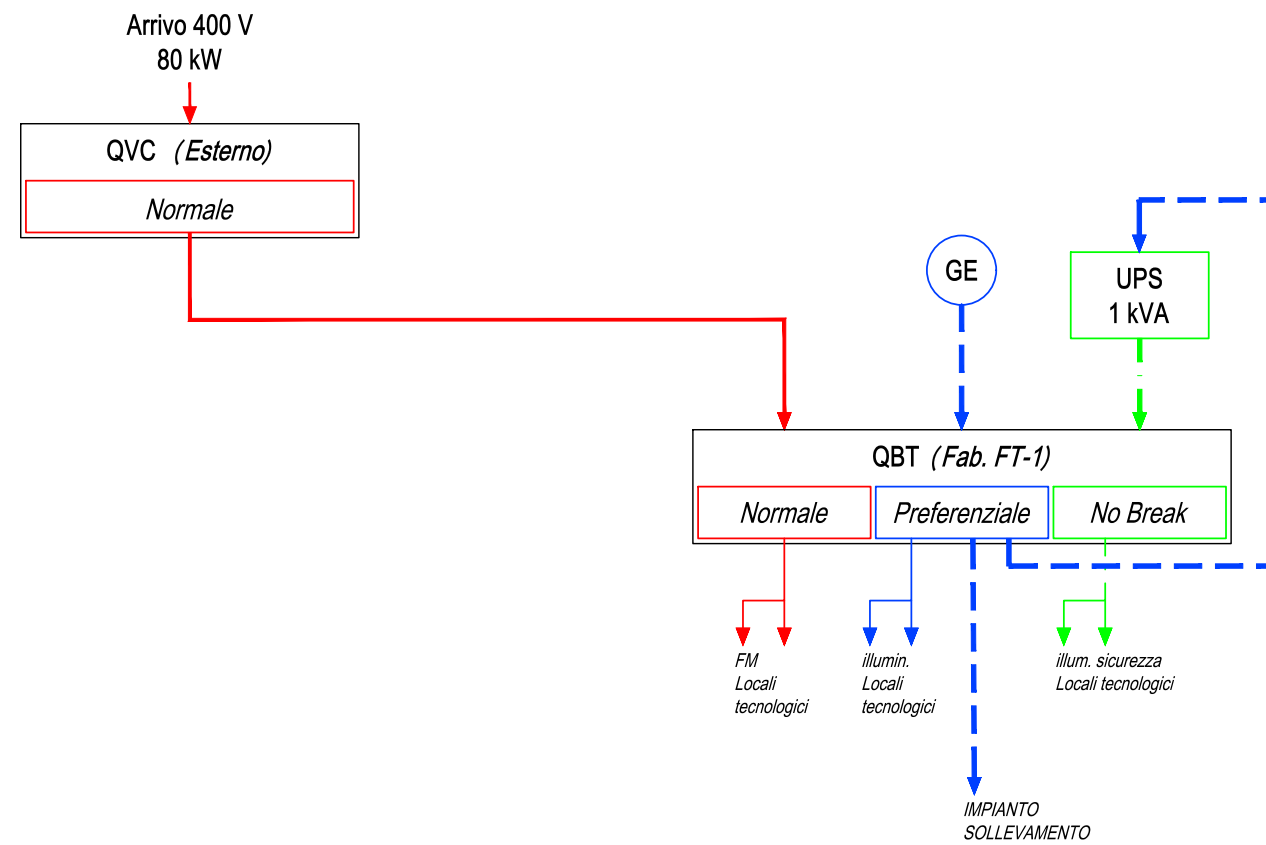 Arrivo 400 V
80 kW
QVC (Esterno)
Normale
GE
UPS
1 kVA
QBT (Fab. FT-1)
Normale
Preferenziale
No Break
FM
Locali
tecnologici
illumin.
Locali
tecnologici
illum. sicurezza
Locali tecnologici
IMPIANTO
SOLLEVAMENTO